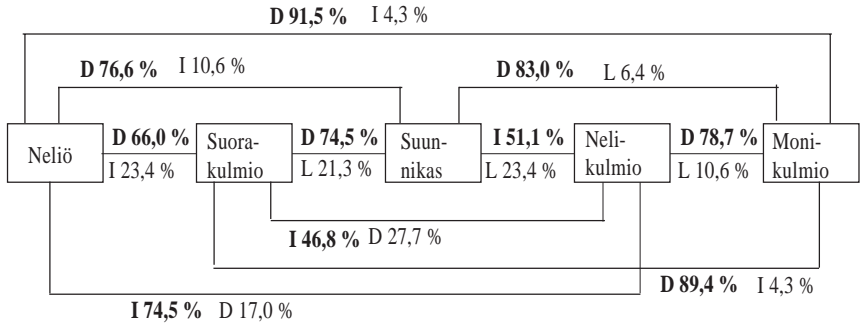 D 91,5 % I 4,3 %
D 76,6 % I 10,6 %
D 83,0 % L 6,4 %
Neliö
D 66,0 %
I 23,4 %
Suora-
kulmio
D 74,5 %
L 21,3 %
Suun-
nikas
I 51,1 %
L 23,4 %
Neli-
kulmio
D 78,7 %
L 10,6 %
Moni-
kulmio
I 46,8 % D 27,7 %
D 89,4 % I 4,3 %
I 74,5 % D 17,0 %